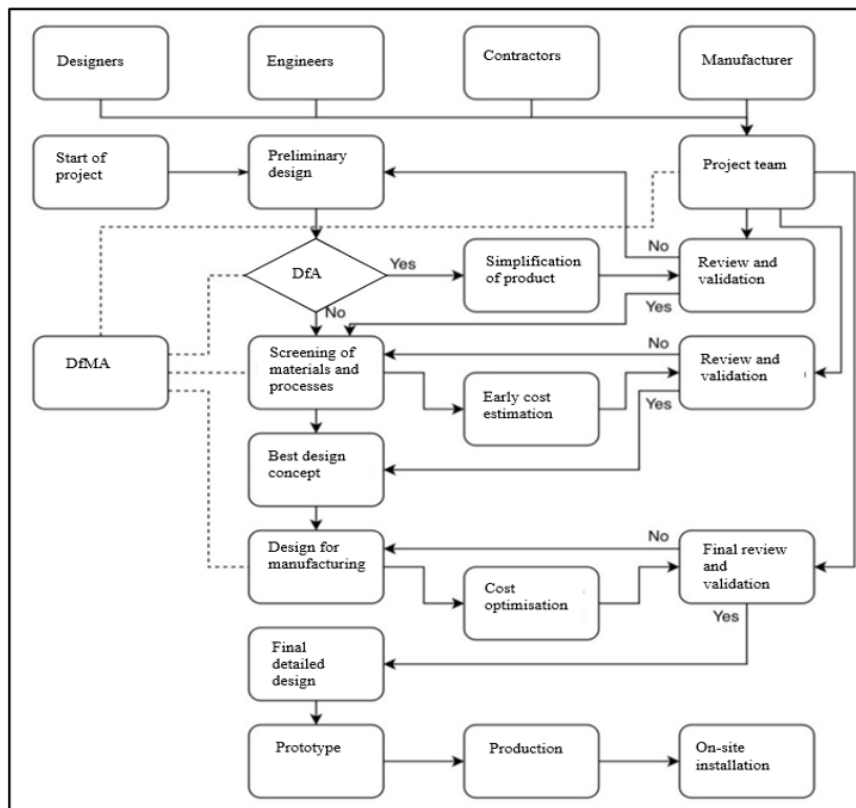 Designers
Engineers
Contractors
Manufacturer
Start of
project
Preliminary
design
Project team
DfA
Yes
Simplification
of product
No
Review and
validation
Yes
No
DfMA
Screening of
materials and
processes
No
Review and
validation
Early cost
estimation
Yes
Best design
concept
Design for
manufacturing
No
Final review
and
validation
Cost
optimisation
Yes
Final
detailed
design
Prototype
Production
On-site
installation